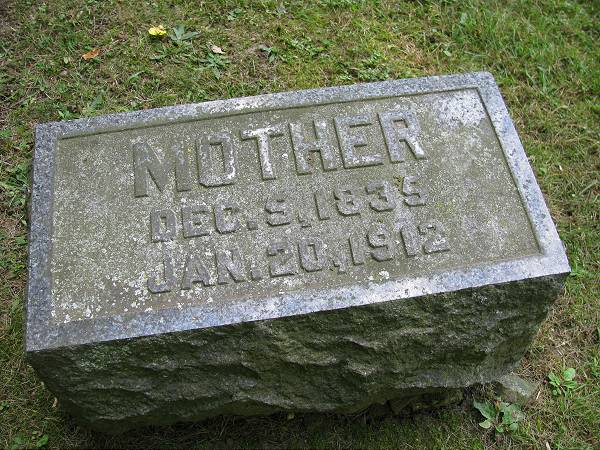 MOTHER
DEC. 9, 1835
JAN. 20, 1912